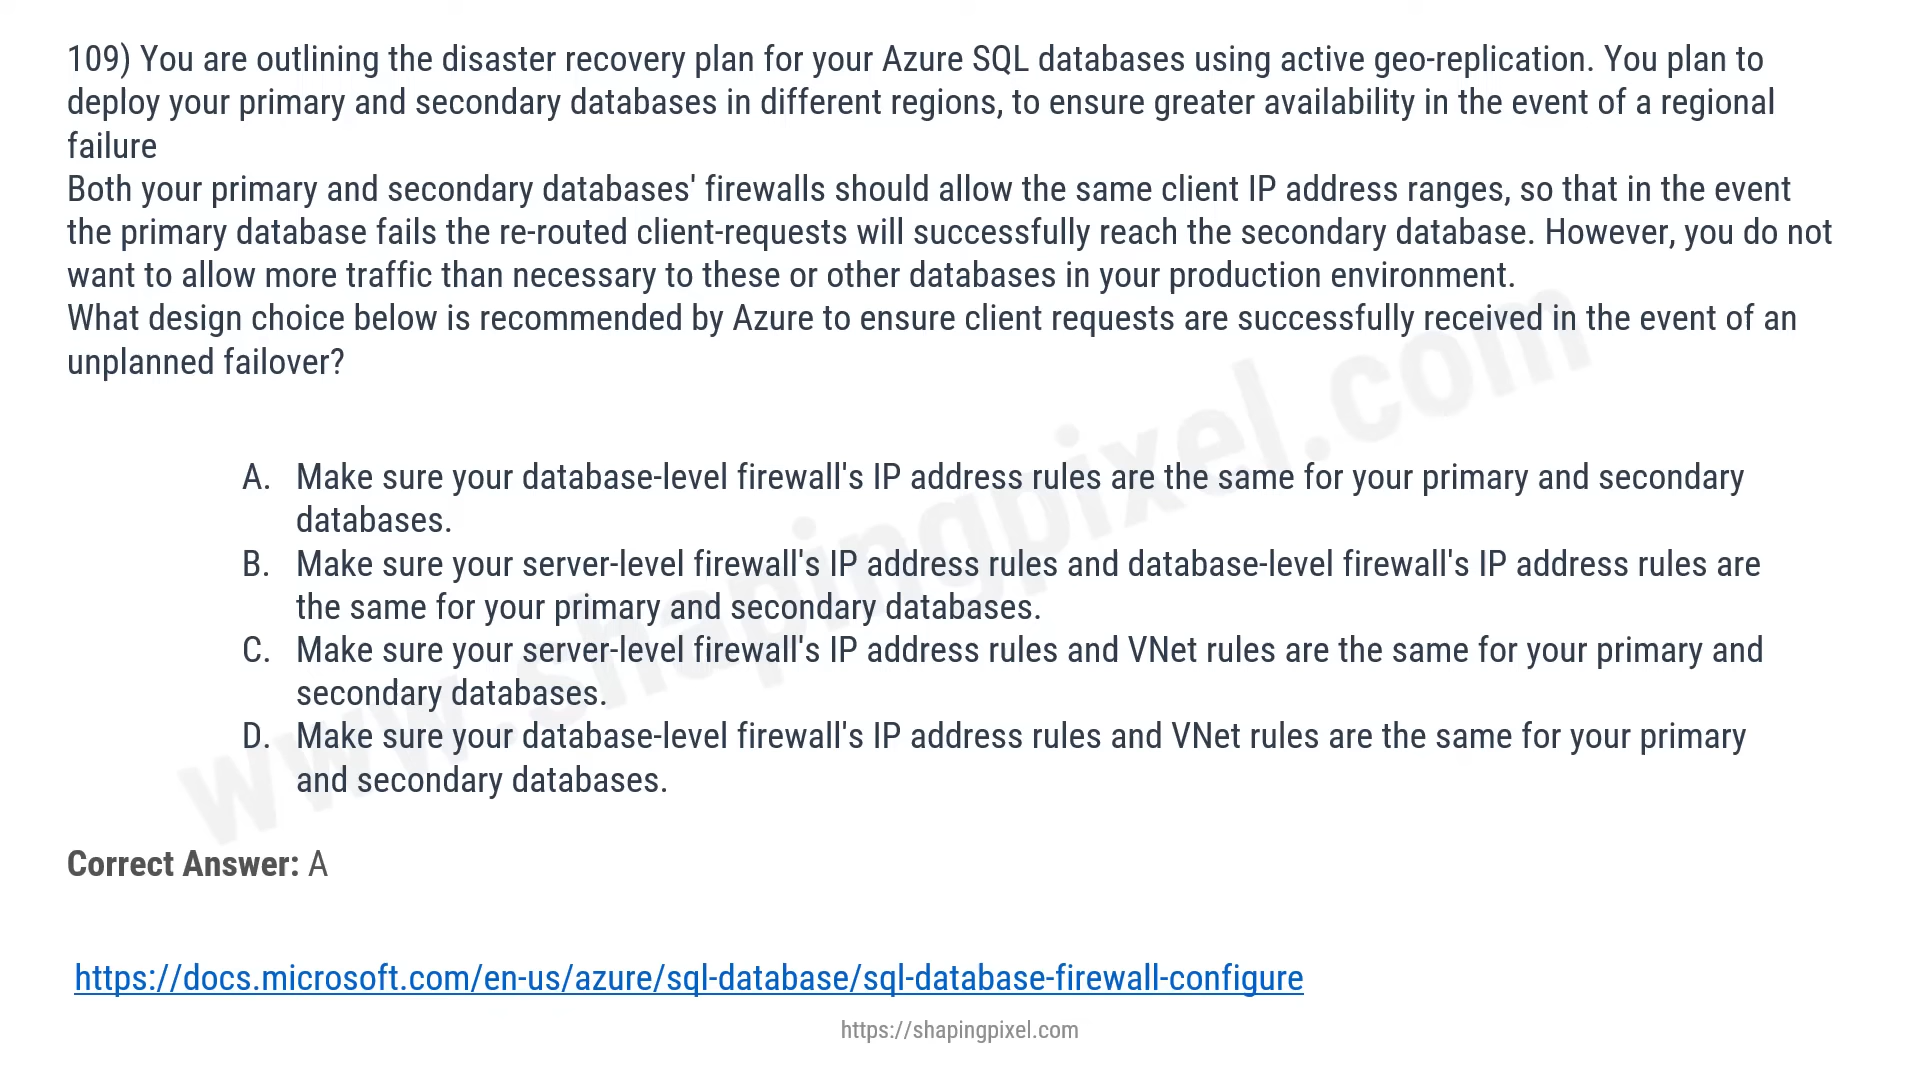 109) You are outlining the disaster recovery plan for your Azure SQL databases using active geo-replication. You plan to
deploy your primary and secondary databases in different regions, to ensure greater availability in the event of a regional
failure
Both your primary and secondary databases' firewalls should allow the same client IP address ranges, so that in the event
the primary database fails the re-routed client-requests will successfully reach the secondary database. However, you do not
want to allow more traffic than necessary to these or other databases in your production environment.
What design choice below is recommended by Azure to ensure client requests are successfully received in the event of an
unplanned failover?
A. Make sure your database-level firewall's IP address rules are the same for your primary and secondary
databases.
B. Make sure your server-level firewall's IP address rules and database-level firewall's IP address rules are
the same for your primary and secondary databases.
C. Make sure your server-level firewall's IP address rules and VNet rules are the same for your primary and
secondary databases.
D. Make sure your database-level firewall's IP address rules and VNet rules are the same for your primary
and secondary databases.
www.shapingpixel.com
Correct Answer: A
https://docs.microsoft.com/en-us/azure/sql-database/sql-database-firewall-configure
https://shapingpixel.com